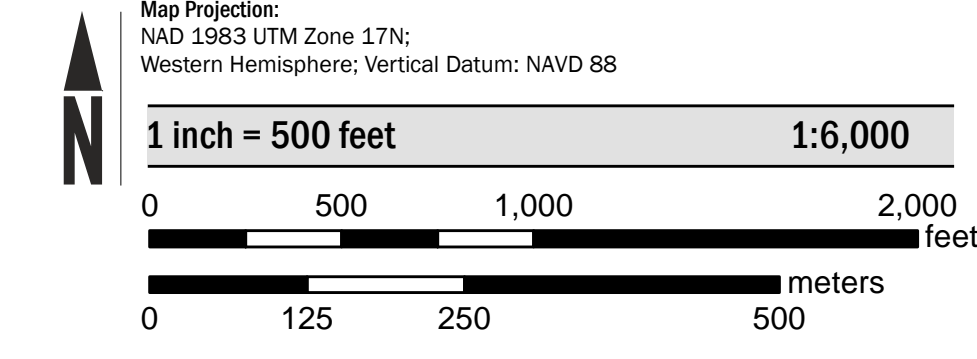 Map Projection:
NAD 1983 UTM Zone 17N;
Western Hemisphere; Vertical Datum: NAVD 88
N
1 inch = 500 feet 1:6,000
0 500 1,000 2,000
feet
meters
0 125 250 500